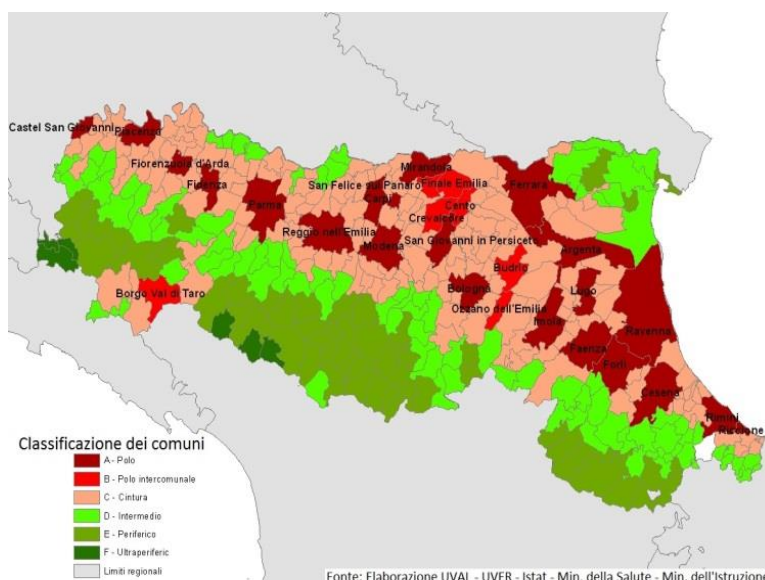 Castel San Giovanni
Piacenza
Fiorenzuola d'Arda
Fidenza
Parma
Mirandola
San Felice sul Panaro
Finale Emilia
Carpi
Cento
Crevalcore
Reggio nell'Emilia
Modena
San Giovanni in Persiceto
Ferrara
Argenta
Borgo Val di Taro
Budrio
Bologna
Lugo
Ozzano dell'Emilia
Imola
Ravenna
Faenza
Forlì
Cesena
Rimini
Riccione
Classificazione dei comuni
A - Polo
B - Polo intercomunale
C - Cintura
D - Intermedio
E - Periferico
F - Ultraperiferic
Limiti regionali
Fonte: Elaborazione UVAL - UVER - Istat - Min. della Salute - Min. dell'Istruzione